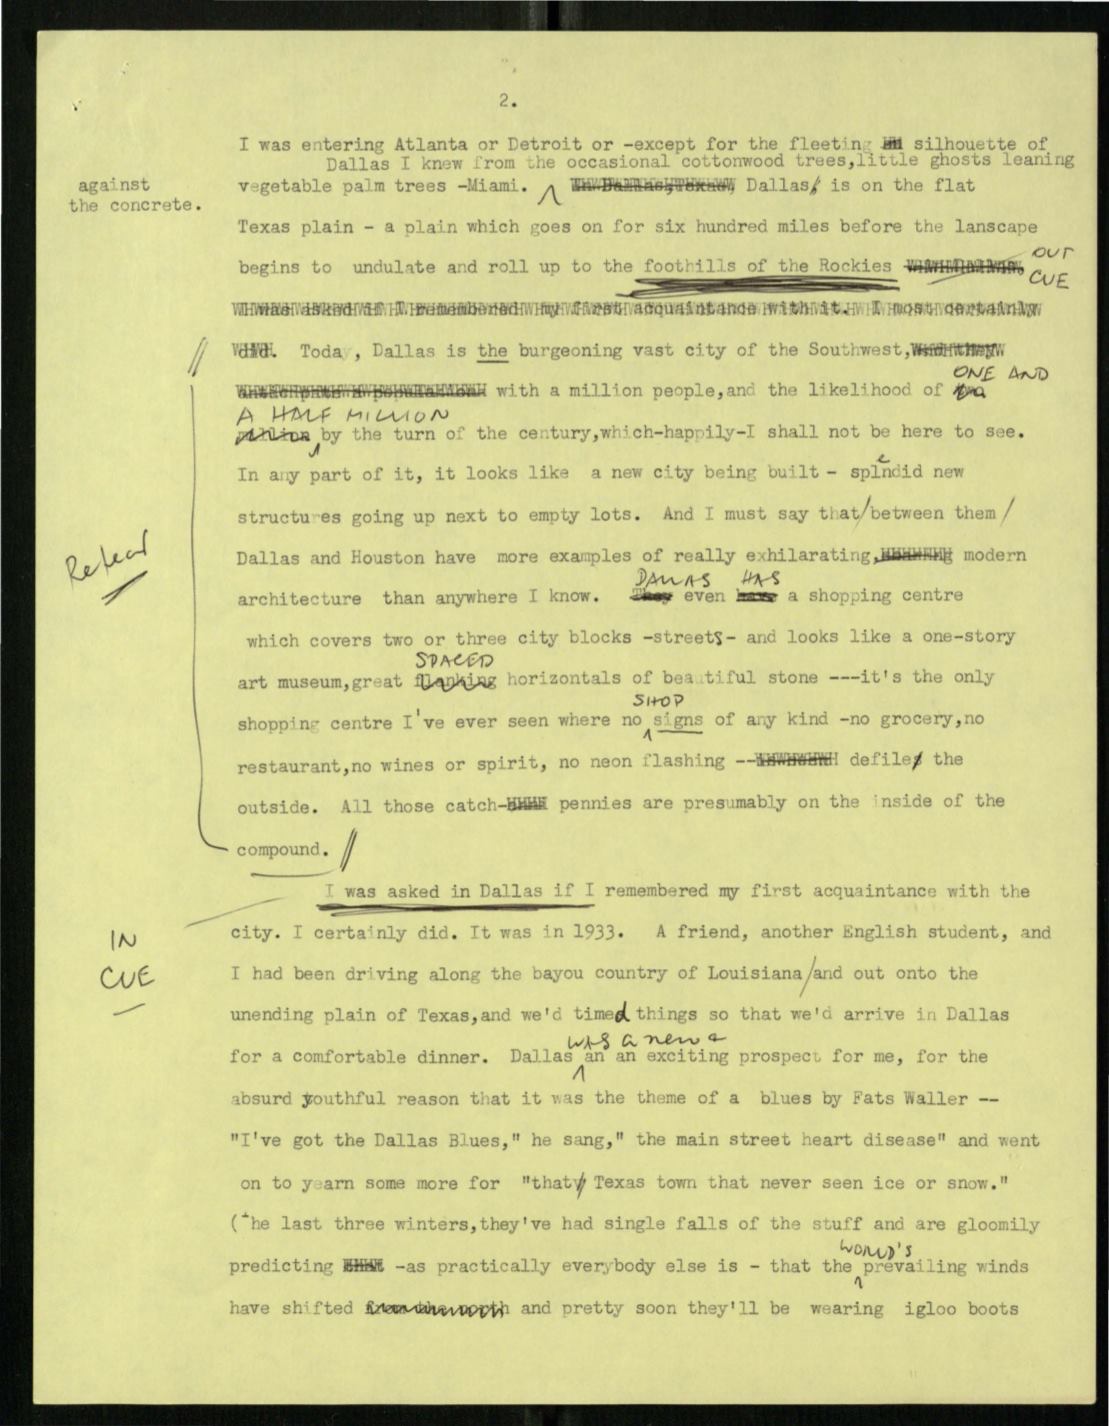 2.
I was entering Atlanta or Detroit or -except for the fleeting silhouette of
Dallas I knew from the occasional cottonwood trees,little ghosts leaning
against
the concrete.
vegetable palm trees -Miami. The Dallas,Texas, Dallas, is on the flat
Texas plain - a plain which goes on for six hundred miles before the lanscape
begins to undulate and roll up to the foothills of the Rockies
OUT
CUE
I was asked if I remembered my first acquaintance with it. I most certainly
did. Today, Dallas is the burgeoning vast city of the Southwest,
with a million people,and the likelihood of two
ONE AND
A HALF MILLION
million by the turn of the century,which-happily-I shall not be here to see.
In any part of it, it looks like a new city being built - splendid new
structures going up next to empty lots. And I must say that/between them/
Retear
Dallas and Houston have more examples of really exhilarating, modern
DALLAS HAS
architecture than anywhere I know. They even have a shopping centre
which covers two or three city blocks -streets- and looks like a one-story
SPACED
art museum,great flanking horizontals of beautiful stone ---it's the only
SHOP
shopping centre I've ever seen where no signs of any kind -no grocery,no
restaurant,no wines or spirit, no neon flashing -- defiles the
outside. All those catch- pennies are presumably on the inside of the
compound. //
I was asked in Dallas if I remembered my first acquaintance with the
IN
CUE
city. I certainly did. It was in 1933. A friend, another English student, and
I had been driving along the bayou country of Louisiana/and out onto the
unending plain of Texas,and we'd timed things so that we'd arrive in Dallas
was a new &
for a comfortable dinner. Dallas an an exciting prospect for me, for the
absurd youthful reason that it was the theme of a blues by Fats Waller --
"I've got the Dallas Blues," he sang," the main street heart disease" and went
on to yearn some more for "that Texas town that never seen ice or snow."
(The last three winters,they've had single falls of the stuff and are gloomily
WORLD'S
predicting -as practically everybody else is - that the prevailing winds
have shifted from the north and pretty soon they'll be wearing igloo boots